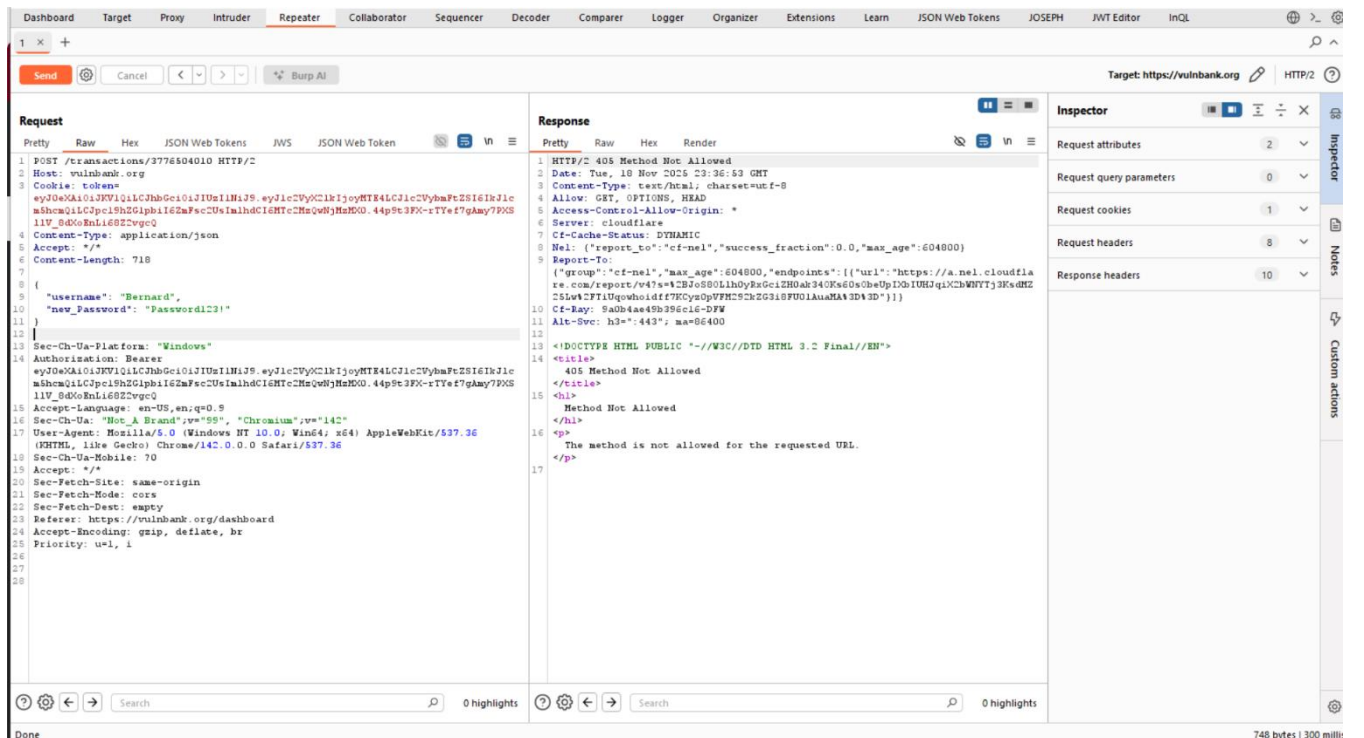 Dashboard Target Proxy Intruder Repeater Collaborator Sequencer Decoder Comparer Logger Organizer Extensions Learn JSON Web Tokens JOSEPH JWT Editor InQL
1 × +
Send Cancel < > Burp AI Target: https://vulnbank.org HTTP/2
Request
Pretty Raw Hex JSON Web Tokens JWS JSON Web Token \n
1 POST /transactions/3776504010 HTTP/2
2 Host: vulnbank.org
3 Cookie: token=
4 Content-Type: application/json
5 Accept: */*
6 Content-Length: 718
7
8 {
9 "username": "Bernard",
10 "new_Password": "Password123!"
11 }
12
13 Sec-Ch-Ua-Platform: "Windows"
14 Authorization: Bearer
15 Accept-Language: en-US,en;q=0.9
16 Sec-Ch-Ua: "Not_A Brand";v="99", "Chromium";v="142"
17 User-Agent: Mozilla/5.0 (Windows NT 10.0; Win64; x64) AppleWebKit/537.36
(KHTML, like Gecko) Chrome/142.0.0.0 Safari/537.36
18 Sec-Ch-Ua-Mobile: ?0
19 Accept: */*
20 Sec-Fetch-Site: same-origin
21 Sec-Fetch-Mode: cors
22 Sec-Fetch-Dest: empty
23 Referer: https://vulnbank.org/dashboard
24 Accept-Encoding: gzip, deflate, br
25 Priority: u=1, i
26
27
28
Search 0 highlights
Response
Pretty Raw Hex Render \n
1 HTTP/2 405 Method Not Allowed
2 Date: Tue, 18 Nov 2025 23:36:53 GMT
3 Content-Type: text/html; charset=utf-8
4 Allow: GET, OPTIONS, HEAD
5 Access-Control-Allow-Origin: *
6 Server: cloudflare
7 Cf-Cache-Status: DYNAMIC
8 Nel: {"report_to":"cf-nel","success_fraction":0.0,"max_age":604800}
9 Report-To:
{"group":"cf-nel","max_age":604800,"endpoints":[{"url":"https://a.nel.cloudfla
10 Cf-Ray: 9a0b4ae49b396c16-DFW
11 Alt-Svc: h3=":443"; ma=86400
12
13 <!DOCTYPE HTML PUBLIC "-//W3C//DTD HTML 3.2 Final//EN">
14 <title>
405 Method Not Allowed
</title>
15 <h1>
Method Not Allowed
</h1>
16 <p>
The method is not allowed for the requested URL.
</p>
17
Search 0 highlights
Inspector
Request attributes 2
Request query parameters 0
Request cookies 1
Request headers 8
Response headers 10
Inspector
Notes
Custom actions
Done
748 bytes | 300 millis